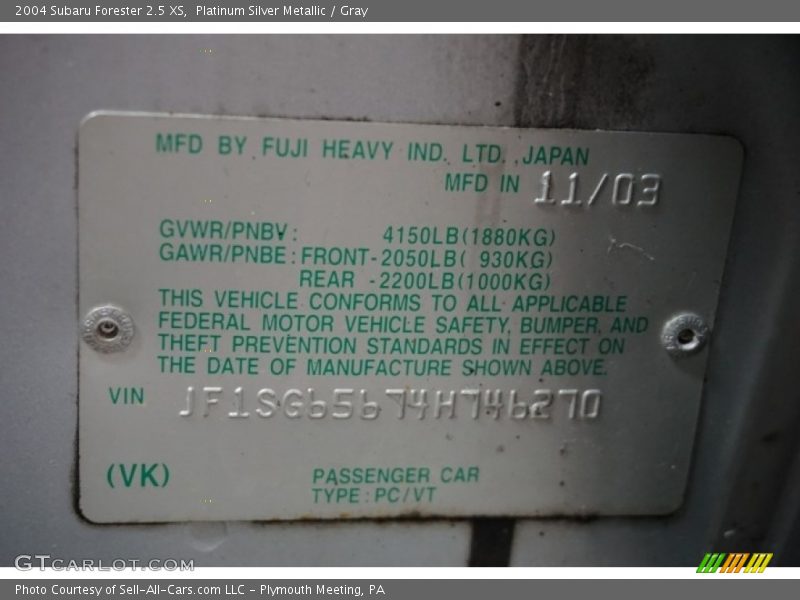 2004 Subaru Forester 2.5 XS,  Platinum Silver Metallic / Gray
MFD BY FUJI HEAVY IND. LTD. JAPAN
MFD IN 11/03
GVWR/PNBV: 4150LB(1880KG)
GAWR/PNBE: FRONT-2050LB( 930KG)
REAR -2200LB(1000KG)
THIS VEHICLE CONFORMS TO ALL APPLICABLE
FEDERAL MOTOR VEHICLE SAFETY, BUMPER, AND
THEFT PREVENTION STANDARDS IN EFFECT ON
THE DATE OF MANUFACTURE SHOWN ABOVE.
VIN JF1SG65674H746270
(VK) PASSENGER CAR
TYPE: PC/VT
GTCarlot.com
Photo Courtesy of Sell-All-Cars.com LLC - Plymouth Meeting, PA